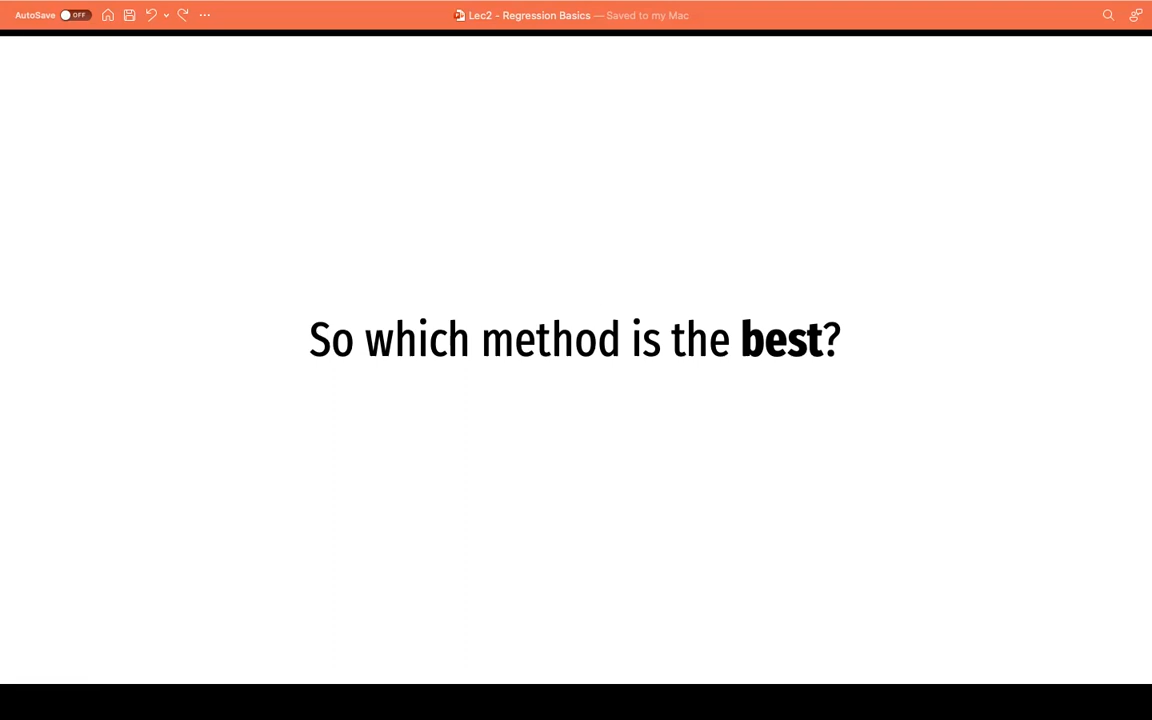 AutoSave OFF
Lec2 - Regression Basics — Saved to my Mac
So which method is the best?